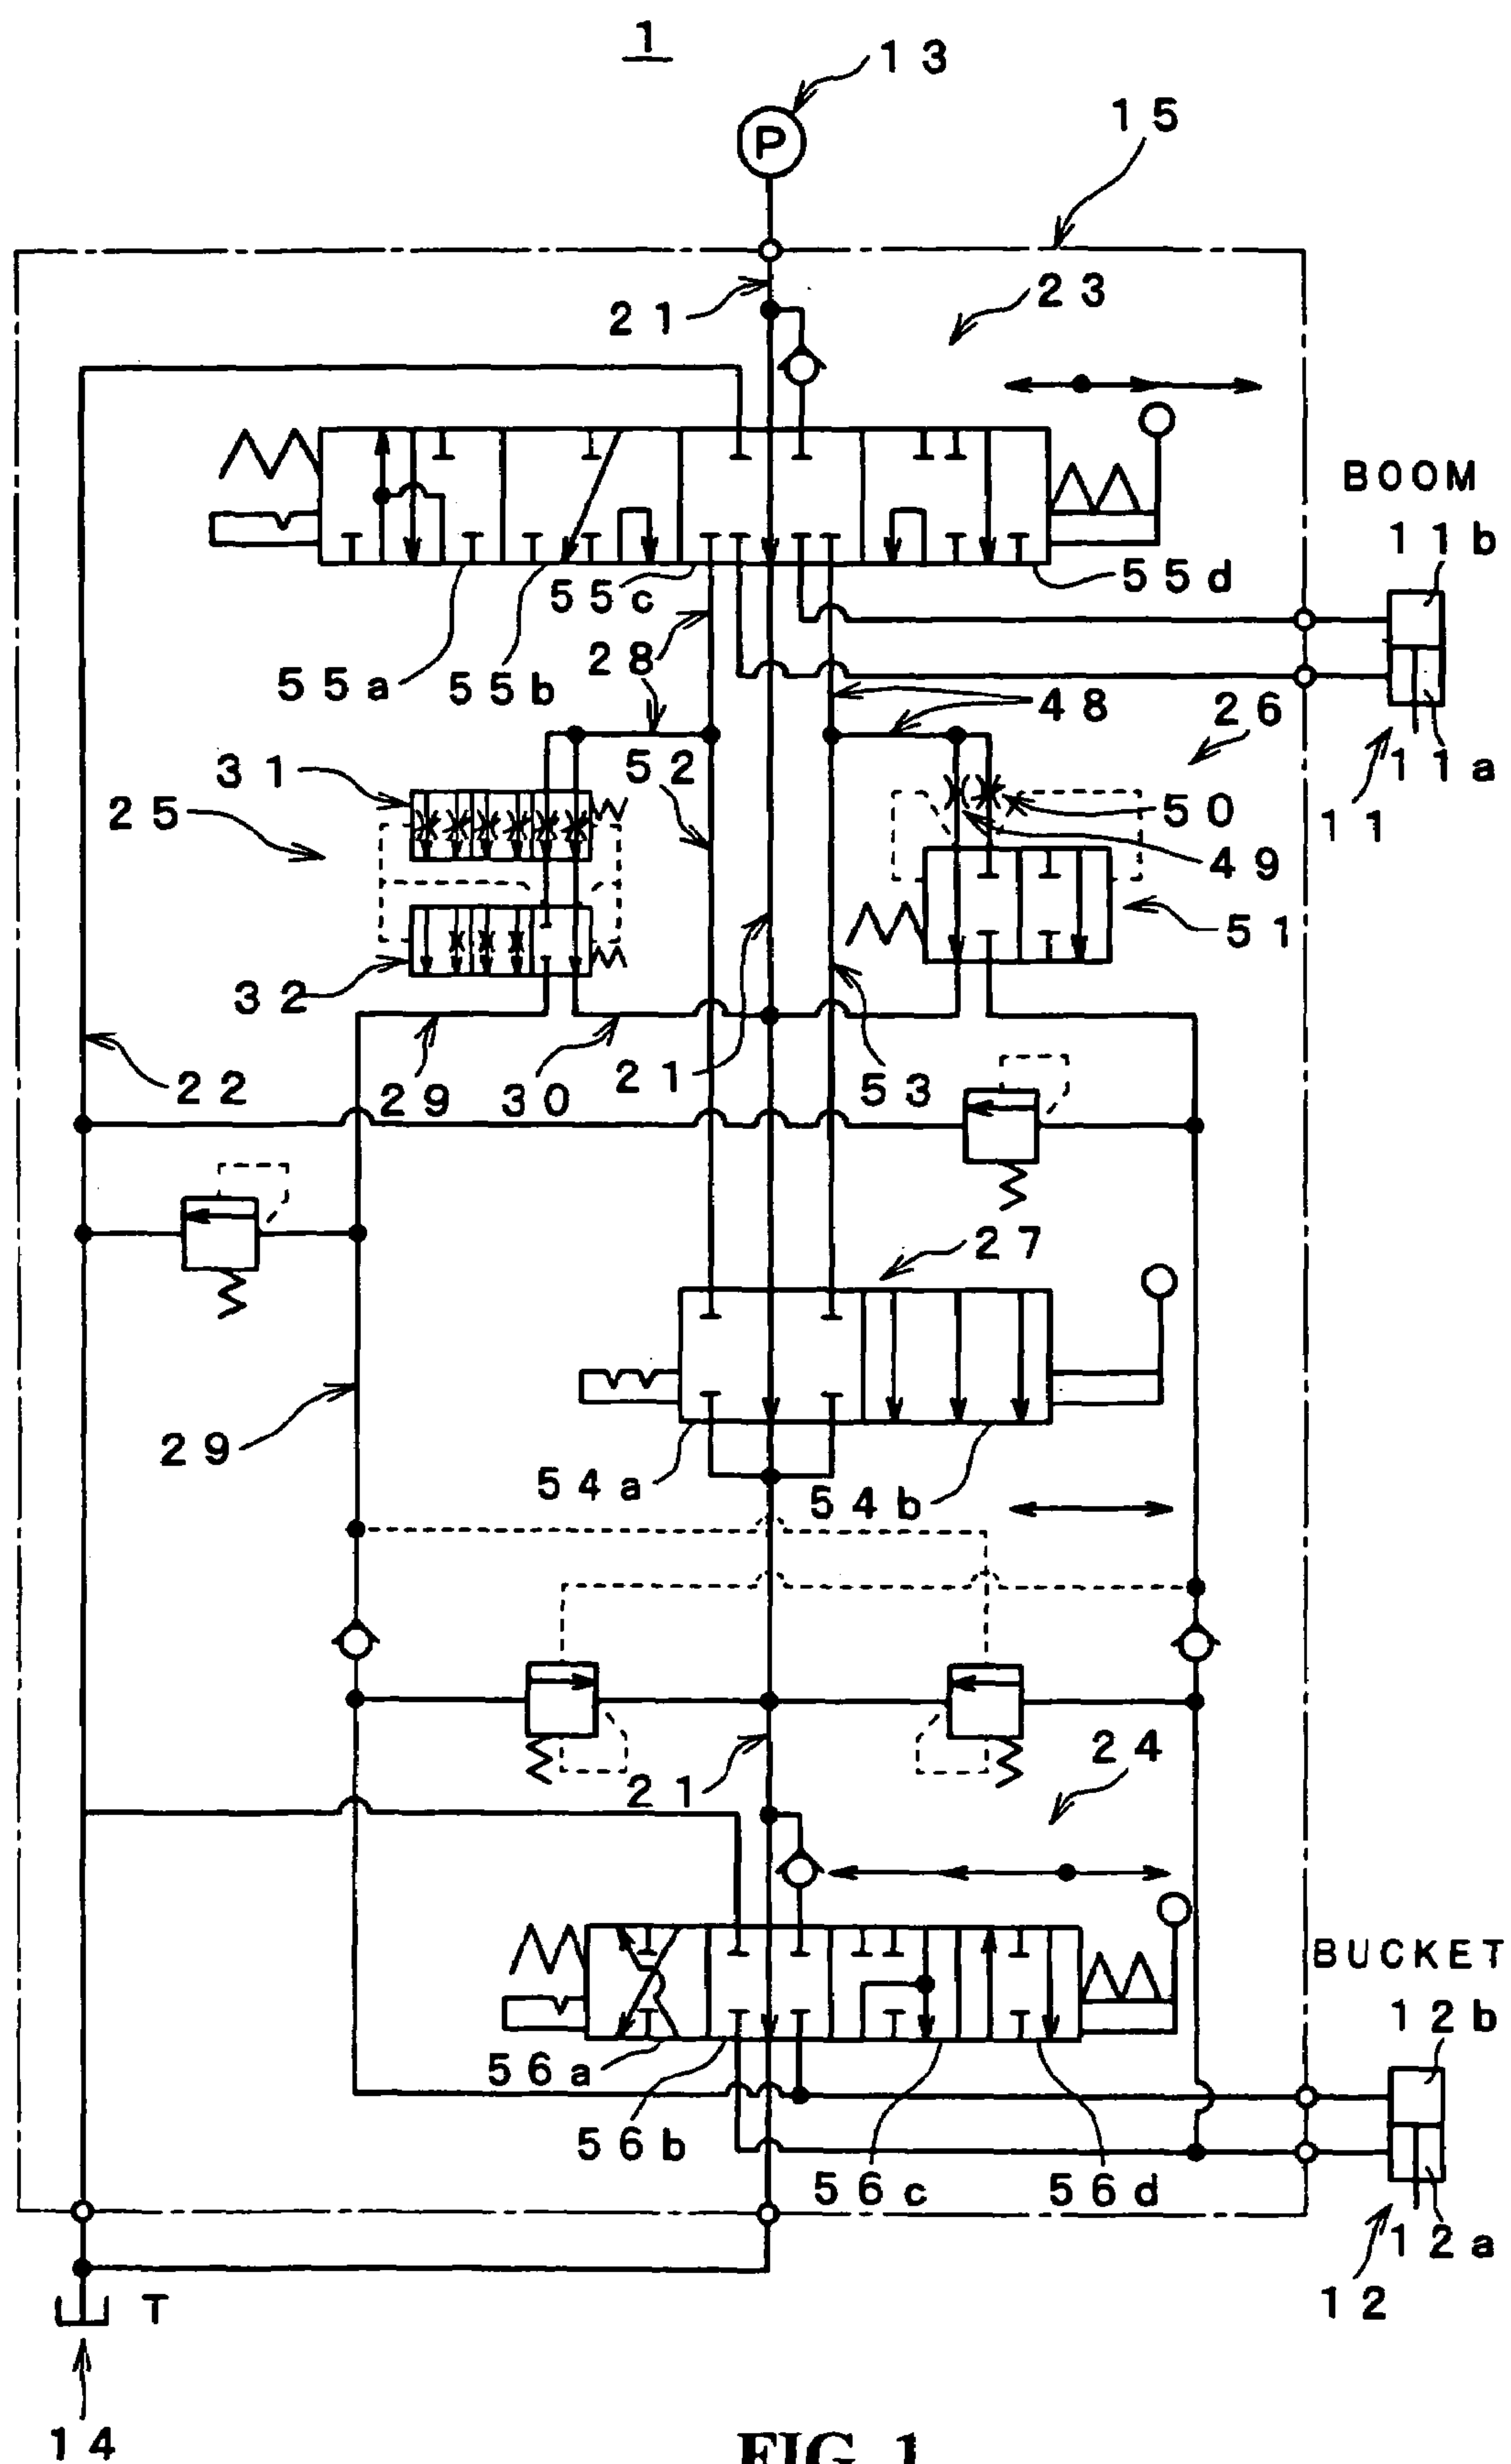 1
13
P
15
21
23
BOOM
11b
55c
55d
28
55a
55b
48
26
11a
31
52
25
50
11
49
51
32
29
30
21
53
22
27
29
54a
54b
24
21
BUCKET
12b
56a
56b
56c
56d
12a
12
T
14
FIG. 1